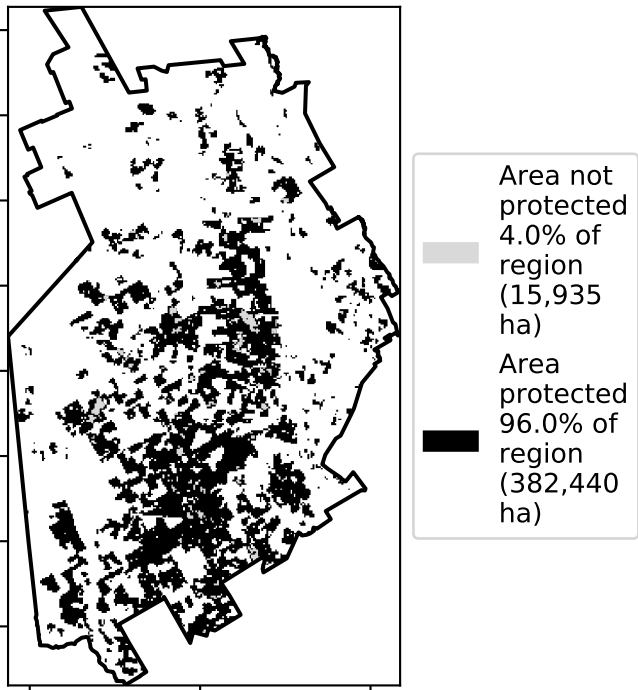 Area not
protected
4.0% of
region
(15,935
ha)
Area
protected
96.0% of
region
(382,440
ha)